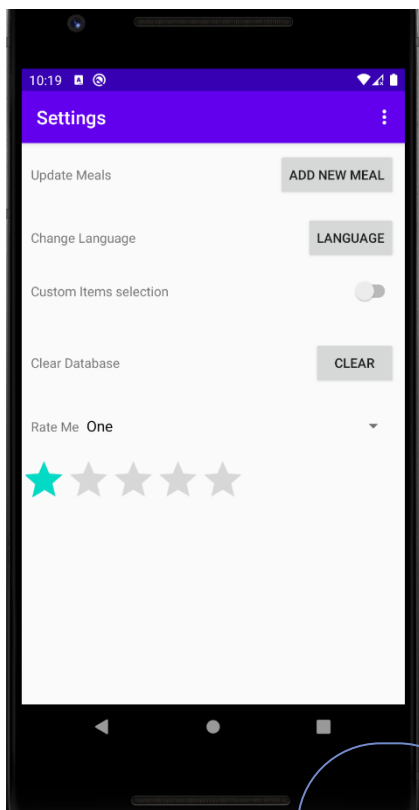 10:19
Settings
Update Meals ADD NEW MEAL
Change Language LANGUAGE
Custom Items selection
Clear Database CLEAR
Rate Me One